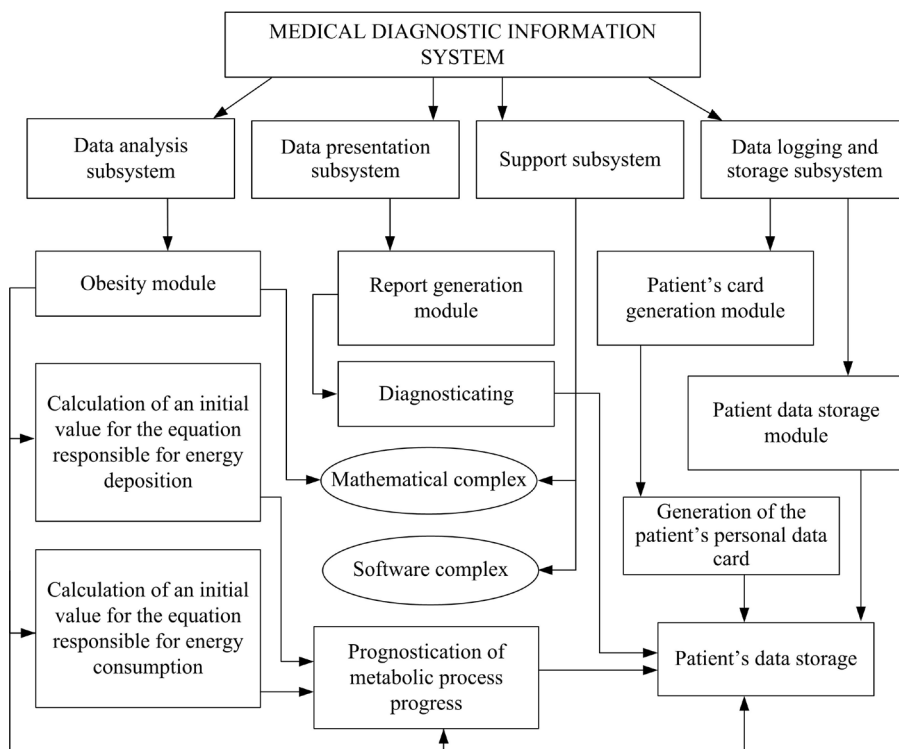 MEDICAL DIAGNOSTIC INFORMATION
SYSTEM
Data analysis
subsystem
Data presentation
subsystem
Support subsystem
Data logging and
storage subsystem
Obesity module
Report generation
module
Patient's card
generation module
Calculation of an initial
value for the equation
responsible for energy
deposition
Diagnosticating
Patient data storage
module
Mathematical complex
Generation of the
patient's personal data
card
Software complex
Calculation of an initial
value for the equation
responsible for energy
consumption
Prognostication of
metabolic process
progress
Patient's data storage